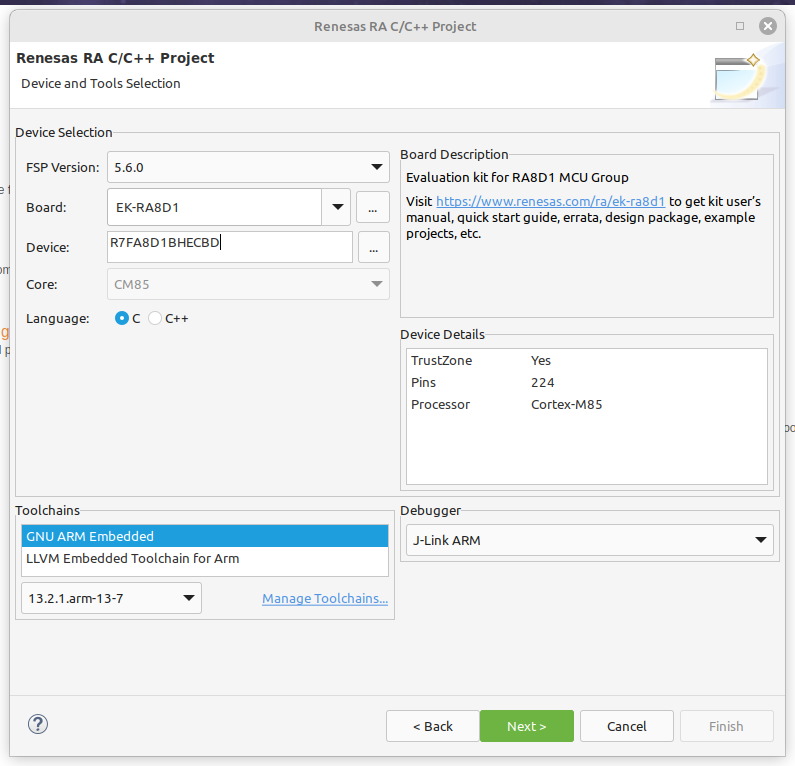 Renesas RA C/C++ Project
Renesas RA C/C++ Project
Device and Tools Selection
Device Selection
FSP Version: 5.6.0
Board: EK-RA8D1 ...
Device: R7FA8D1BHECBD ...
Core: CM85
Language: C C++
Board Description
Evaluation kit for RA8D1 MCU Group
Visit https://www.renesas.com/ra/ek-ra8d1 to get kit user's
manual, quick start guide, errata, design package, example
projects, etc.
Device Details
TrustZone Yes
Pins 224
Processor Cortex-M85
Toolchains
GNU ARM Embedded
LLVM Embedded Toolchain for Arm
13.2.1.arm-13-7 Manage Toolchains...
Debugger
J-Link ARM
? < Back Next > Cancel Finish